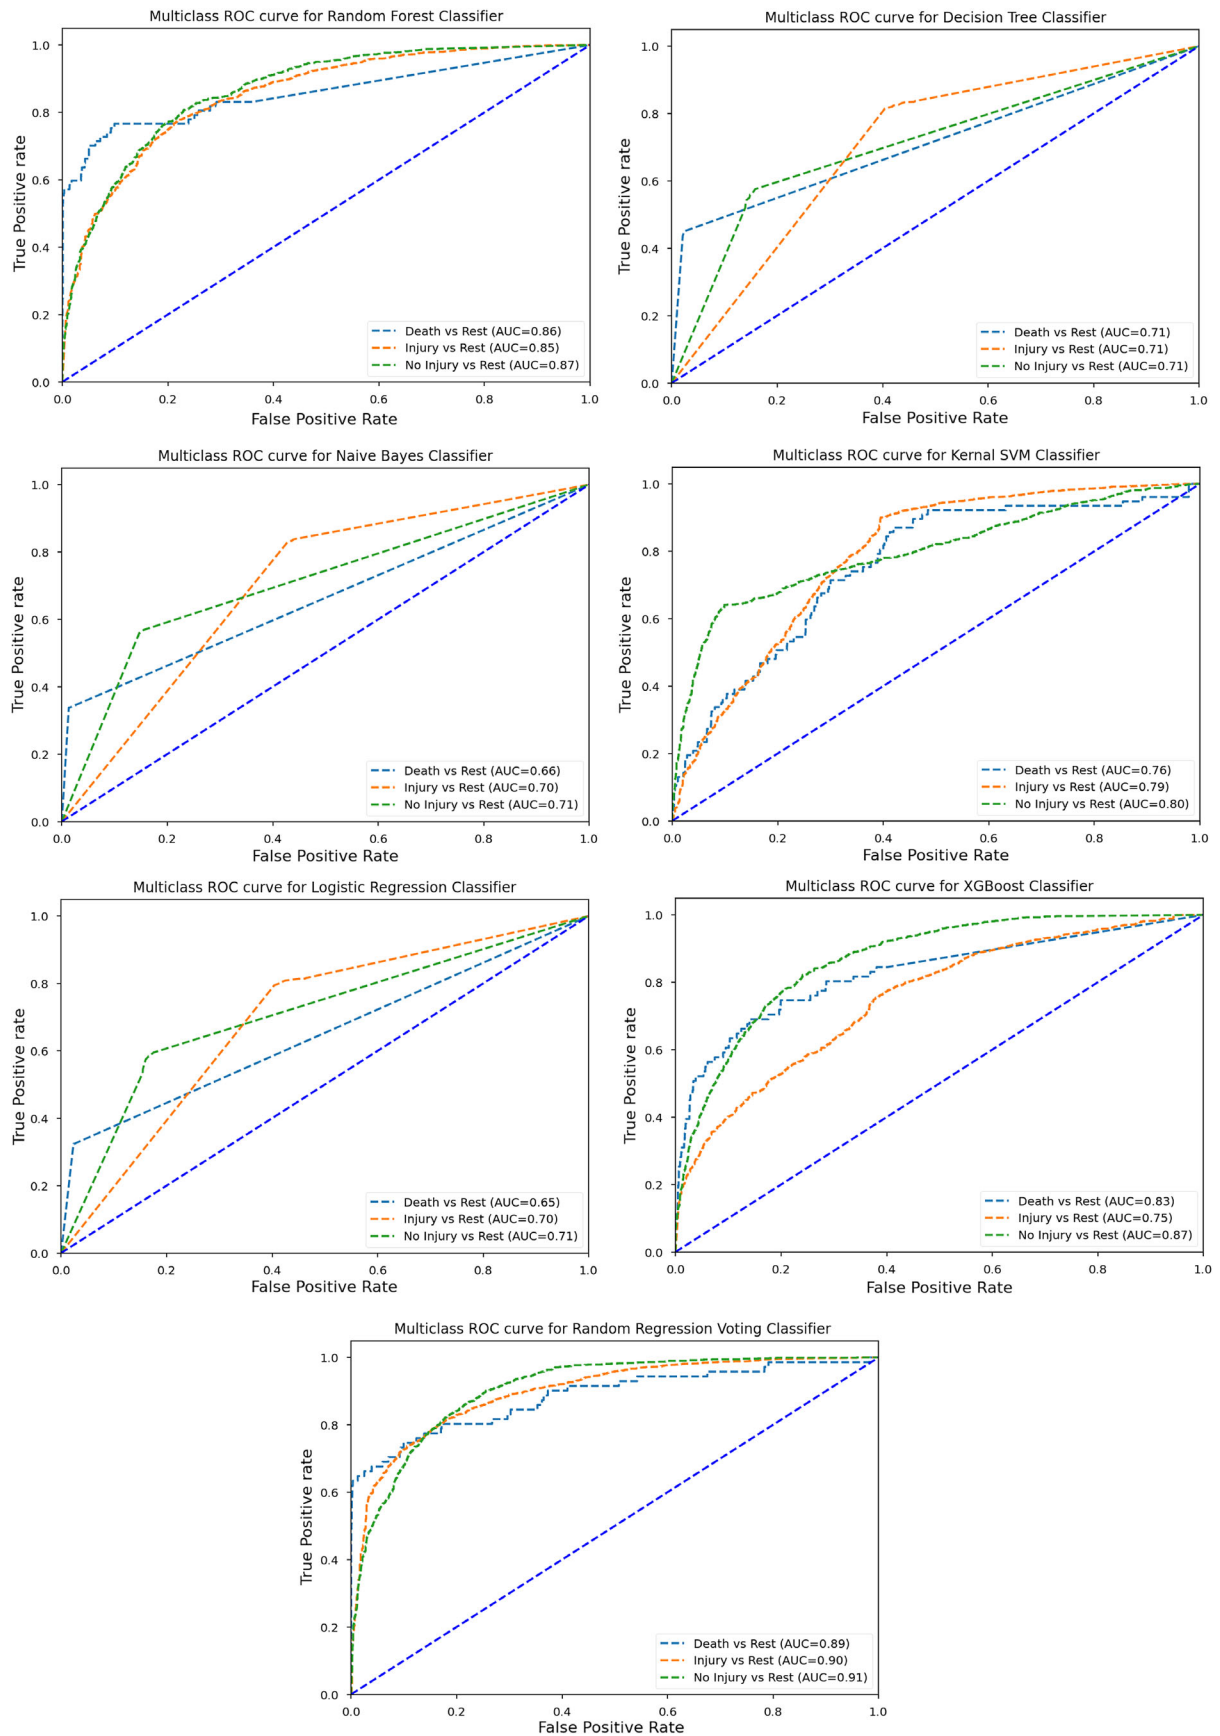 Multiclass ROC curve for Random Forest Classifier
True Positive rate
1.0
0.8
0.6
0.4
0.2
0.0
Death vs Rest (AUC=0.86)
Injury vs Rest (AUC=0.85)
No Injury vs Rest (AUC=0.87)
0.0 0.2 0.4 0.6 0.8 1.0
False Positive Rate
Multiclass ROC curve for Decision Tree Classifier
True Positive rate
1.0
0.8
0.6
0.4
0.2
0.0
Death vs Rest (AUC=0.71)
Injury vs Rest (AUC=0.71)
No Injury vs Rest (AUC=0.71)
0.0 0.2 0.4 0.6 0.8 1.0
False Positive Rate
Multiclass ROC curve for Naive Bayes Classifier
True Positive rate
1.0
0.8
0.6
0.4
0.2
0.0
Death vs Rest (AUC=0.66)
Injury vs Rest (AUC=0.70)
No Injury vs Rest (AUC=0.71)
0.0 0.2 0.4 0.6 0.8 1.0
False Positive Rate
Multiclass ROC curve for Kernal SVM Classifier
True Positive rate
1.0
0.8
0.6
0.4
0.2
0.0
Death vs Rest (AUC=0.76)
Injury vs Rest (AUC=0.79)
No Injury vs Rest (AUC=0.80)
0.0 0.2 0.4 0.6 0.8 1.0
False Positive Rate
Multiclass ROC curve for Logistic Regression Classifier
True Positive rate
1.0
0.8
0.6
0.4
0.2
0.0
Death vs Rest (AUC=0.65)
Injury vs Rest (AUC=0.70)
No Injury vs Rest (AUC=0.71)
0.0 0.2 0.4 0.6 0.8 1.0
False Positive Rate
Multiclass ROC curve for XGBoost Classifier
True Positive rate
1.0
0.8
0.6
0.4
0.2
0.0
Death vs Rest (AUC=0.83)
Injury vs Rest (AUC=0.75)
No Injury vs Rest (AUC=0.87)
0.0 0.2 0.4 0.6 0.8 1.0
False Positive Rate
Multiclass ROC curve for Random Regression Voting Classifier
True Positive rate
1.0
0.8
0.6
0.4
0.2
0.0
Death vs Rest (AUC=0.89)
Injury vs Rest (AUC=0.90)
No Injury vs Rest (AUC=0.91)
0.0 0.2 0.4 0.6 0.8 1.0
False Positive Rate